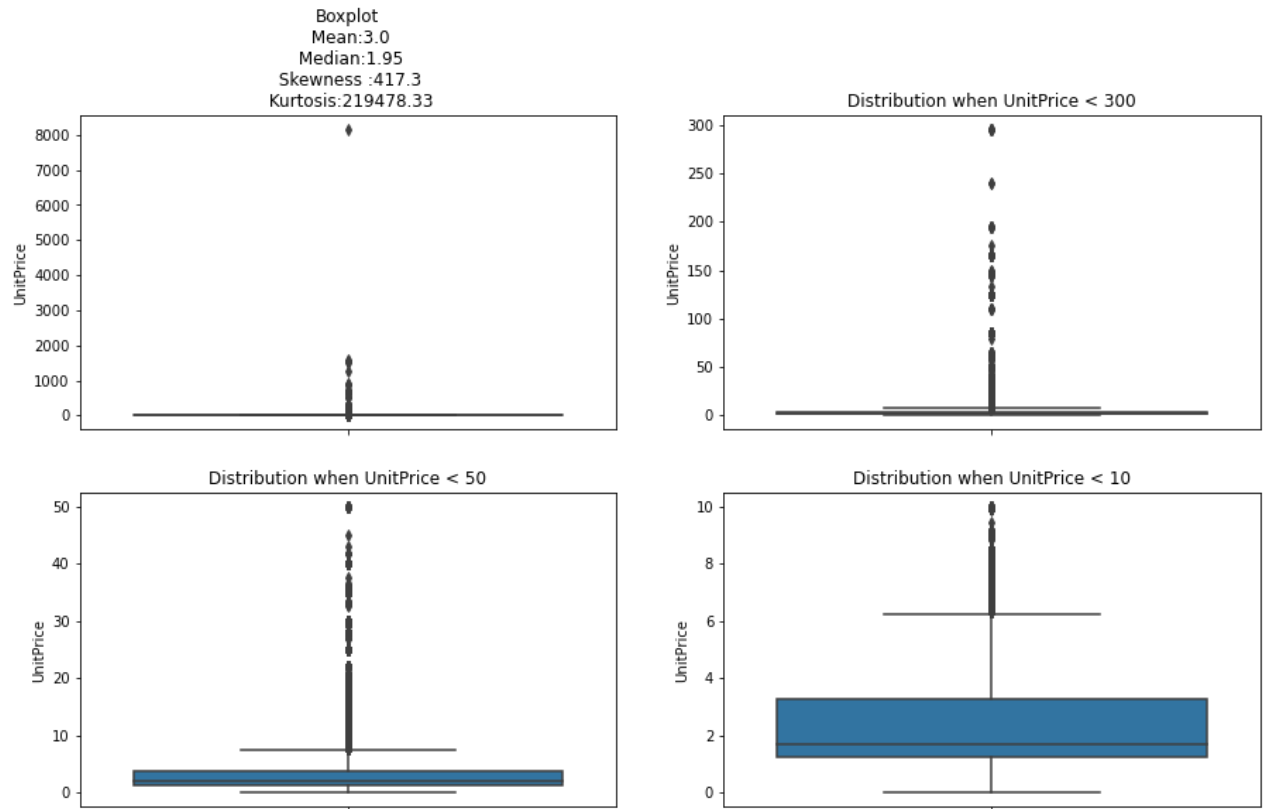 Boxplot
Mean:3.0
Median:1.95
Skewness :417.3
Kurtosis:219478.33
8000
7000
6000
5000
4000
3000
2000
1000
0
UnitPrice
Distribution when UnitPrice < 300
300
250
200
150
100
50
0
UnitPrice
Distribution when UnitPrice < 50
50
40
30
20
10
0
UnitPrice
Distribution when UnitPrice < 10
10
8
6
4
2
0
UnitPrice